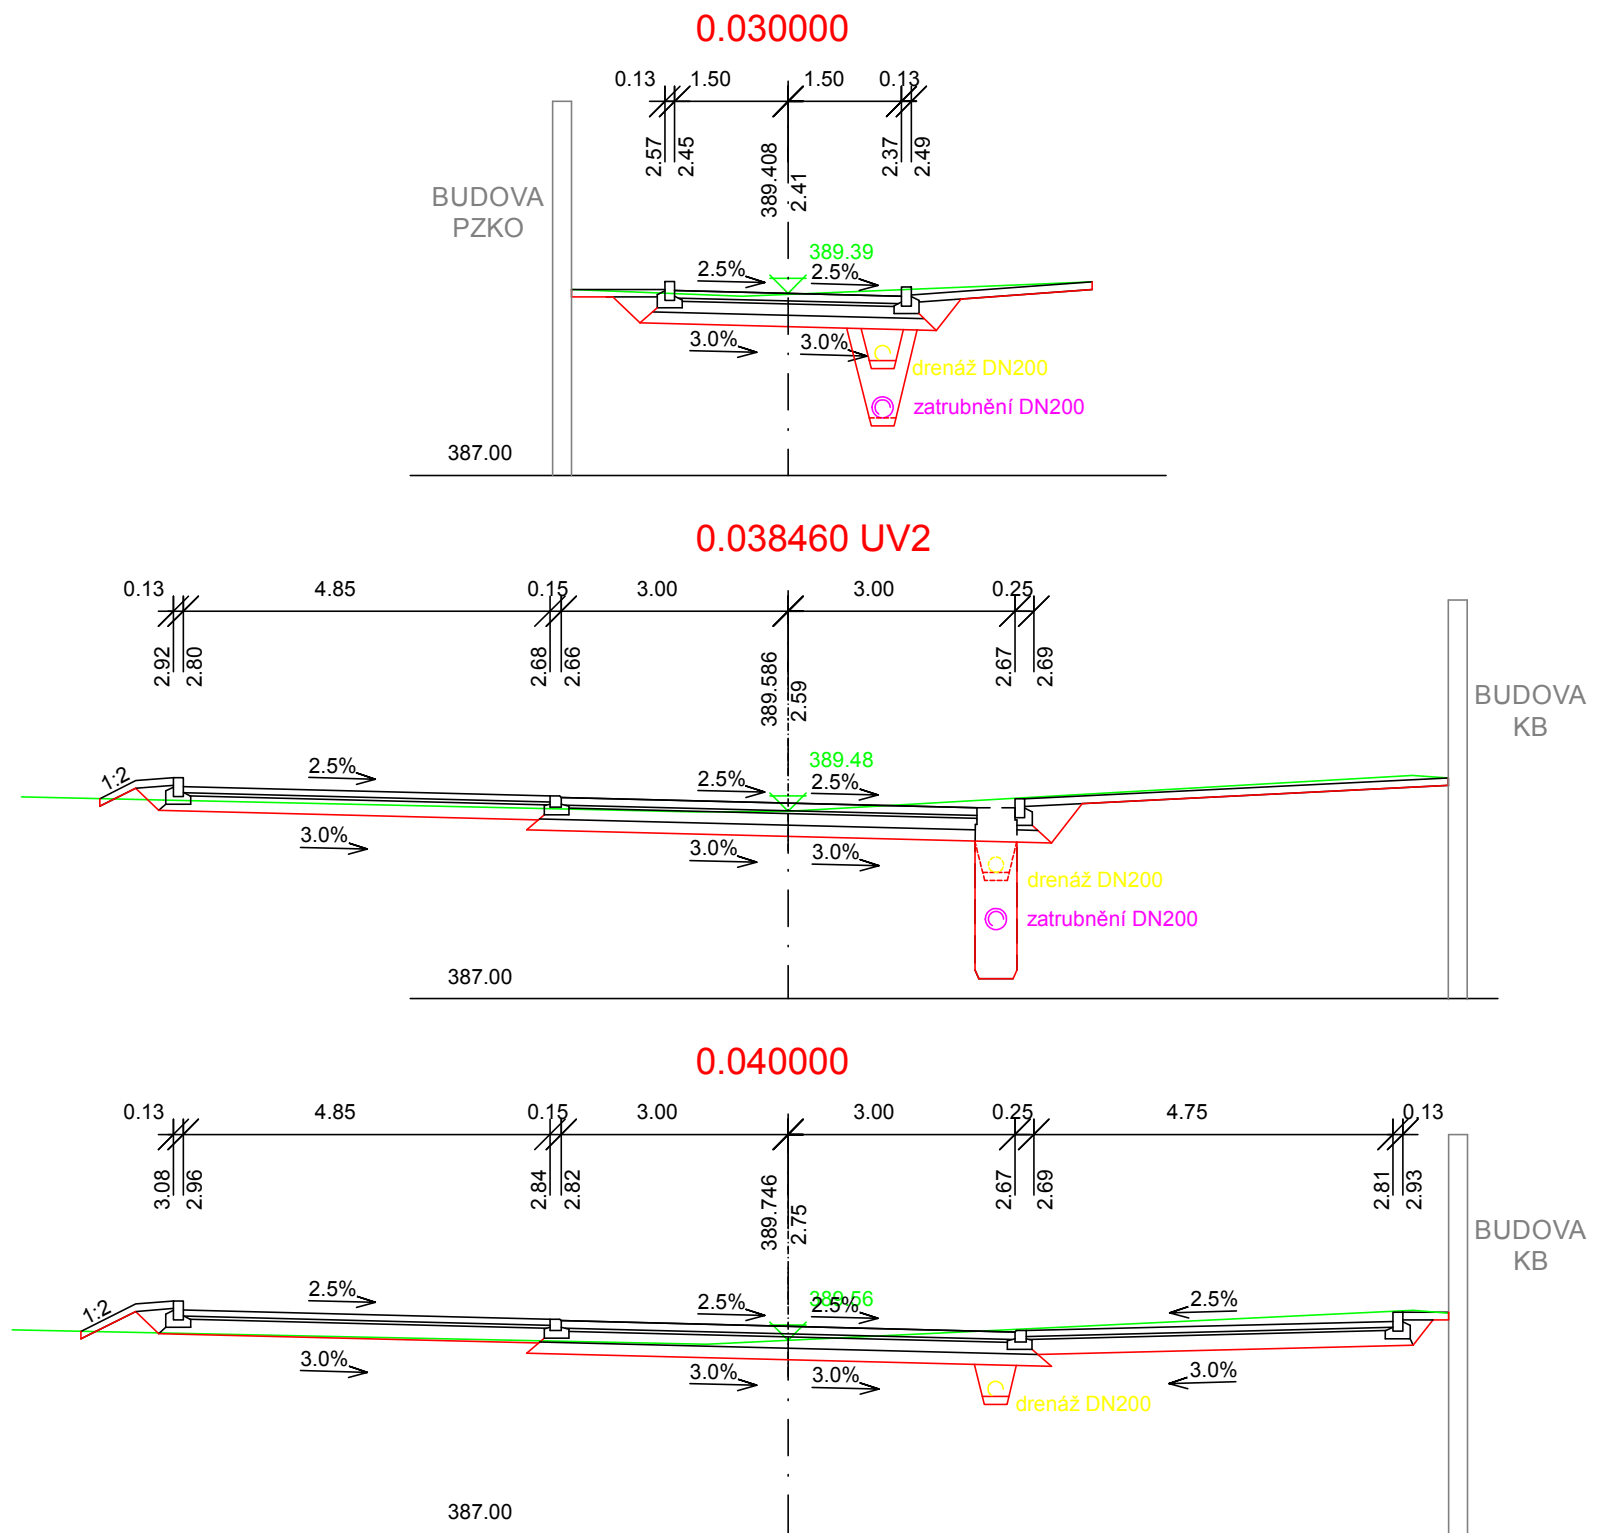 0.030000
0.13 1.50 1.50 0.13
2.57 2.45 389.408 2.41 2.37 2.49
BUDOVA
PZKO
389.39
2.5% 2.5%
3.0% 3.0%
drenáž DN200
zatrubnění DN200
387.00
0.038460 UV2
0.13 4.85 0.15 3.00 3.00 0.25
2.92 2.80 2.68 2.66 389.586 2.59 2.67 2.69
BUDOVA
KB
389.48
1:2 2.5% 2.5% 2.5%
3.0% 3.0% 3.0%
drenáž DN200
zatrubnění DN200
387.00
0.040000
0.13 4.85 0.15 3.00 3.00 0.25 4.75 0.13
3.08 2.96 2.84 2.82 389.746 2.75 2.67 2.69 2.81 2.93
BUDOVA
KB
389.56
1:2 2.5% 2.5% 2.5% 2.5%
3.0% 3.0% 3.0% 3.0%
drenáž DN200
387.00